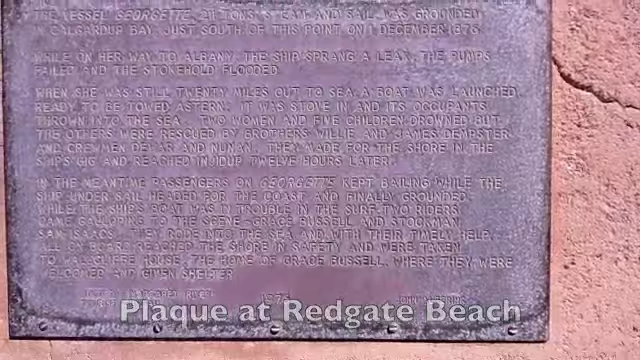 THE VESSEL GEORGETTE, 211 TONS, STEAM AND SAIL, WAS GROUNDED
IN CALGARDUP BAY, JUST SOUTH OF THIS POINT ON 1 DECEMBER, 1876.
WHILE ON HER WAY TO ALBANY, THE SHIP SPRANG A LEAK, THE PUMPS
FAILED AND THE STOKEHOLD FLOODED.
WHEN SHE WAS STILL TWENTY MILES OUT TO SEA, A BOAT WAS LAUNCHED
READY TO BE TOWED ASTERN. IT WAS STOVE IN AND ITS OCCUPANTS
THROWN INTO THE SEA. TWO WOMEN AND FIVE CHILDREN DROWNED BUT
THE OTHERS WERE RESCUED BY BROTHERS WILLIE AND JAMES DEMPSTER
AND CREWMEN DEWAR AND NUNAN. THEY MADE FOR THE SHORE IN THE
SHIP'S GIG AND REACHED IN TWELVE HOURS LATER.
IN THE MEANTIME PASSENGERS ON GEORGETTE KEPT BAILING WHILE THE
SHIP UNDER SAIL HEADED FOR THE COAST AND FINALLY GROUNDED.
WHILE THE SHIP'S BOAT WAS IN TROUBLE IN THE SURF, TWO RIDERS
CAME GALLOPING TO THE SCENE, GRACE BUSSELL AND STOCKMAN
SAM ISAACS. THEY RODE INTO THE SEA AND WITH THEIR TIMELY HELP,
ALL ON BOARD REACHED THE SHORE IN SAFETY AND WERE TAKEN
TO WALLCLIFFE HOUSE, THE HOME OF GRACE BUSSELL, WHERE THEY WERE
WELCOMED AND GIVEN SHELTER
Plaque at Redgate Beach